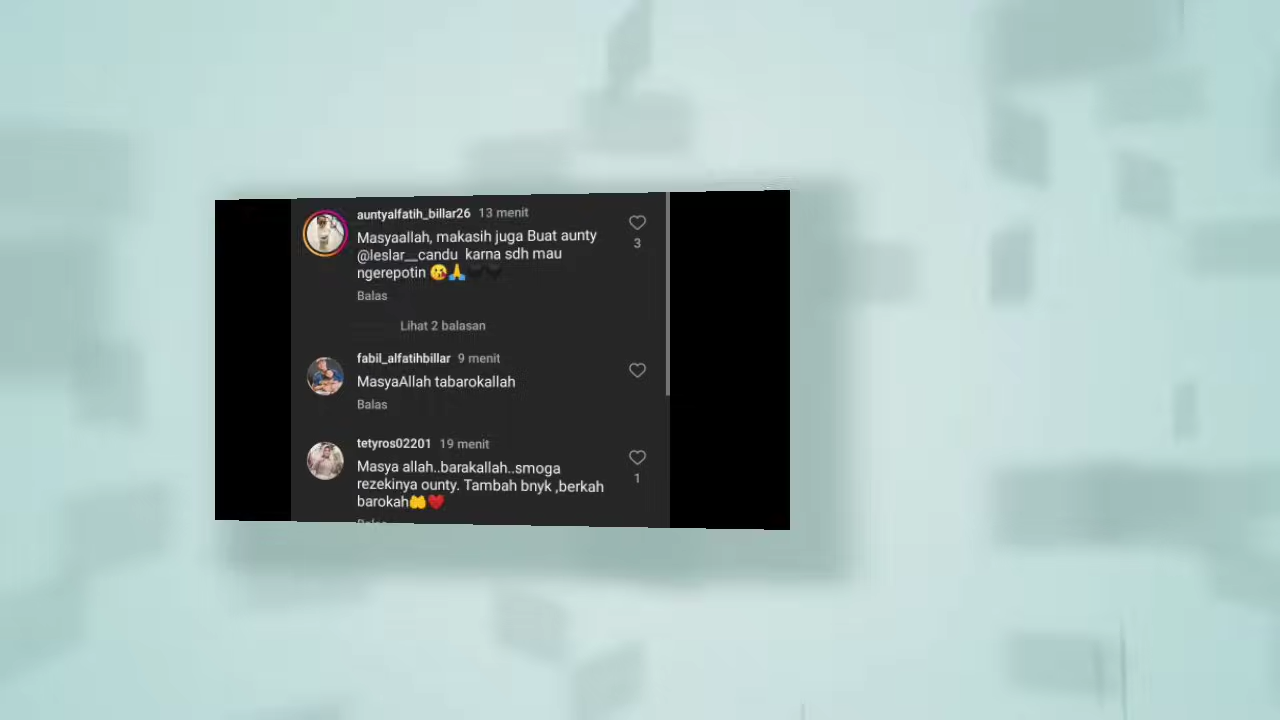 auntyalfatih_billar26 13 menit
Masyaallah, makasih juga Buat aunty
@leslar__candu karna sdh mau
ngerepotin 😘🙏🖤🖤
3
Balas
Lihat 2 balasan
fabil_alfatihbillar 9 menit
MasyaAllah tabarokallah
Balas
tetyros02201 19 menit
Masya allah..barakallah..smoga
rezekinya ounty. Tambah bnyk ,berkah
barokah🤲❤️
1
Balas